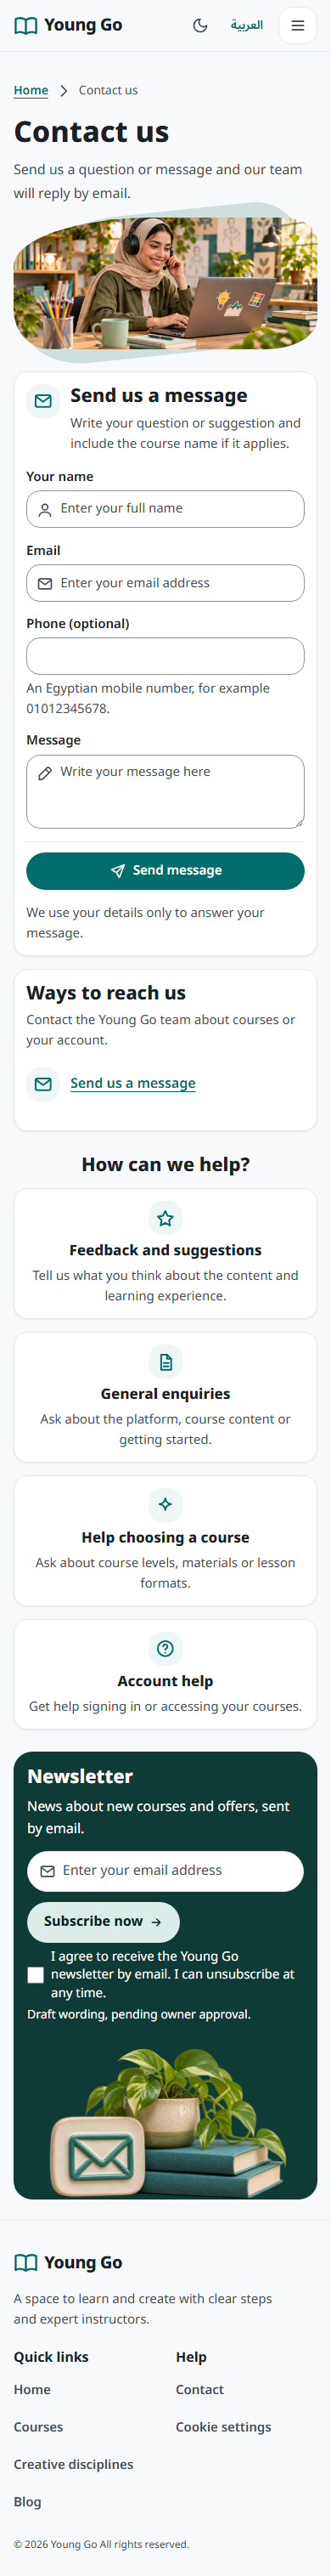 Young Go
العربية
Home
Contact us
Contact us
Send us a question or message and our team
will reply by email.
Send us a message
Write your question or suggestion and
include the course name if it applies.
Your name
Enter your full name
Email
Enter your email address
Phone (optional)
An Egyptian mobile number, for example
01012345678.
Message
Write your message here
Send message
We use your details only to answer your
message.
Ways to reach us
Contact the Young Go team about courses or
your account.
Send us a message
How can we help?
Feedback and suggestions
Tell us what you think about the content and
learning experience.
General enquiries
Ask about the platform, course content or
getting started.
Help choosing a course
Ask about course levels, materials or lesson
formats.
Account help
Get help signing in or accessing your courses.
Newsletter
News about new courses and offers, sent
by email.
Enter your email address
Subscribe now
I agree to receive the Young Go
newsletter by email. I can unsubscribe at
any time.
Draft wording, pending owner approval.
Young Go
A space to learn and create with clear steps
and expert instructors.
Quick links
Home
Courses
Creative disciplines
Blog
Help
Contact
Cookie settings
© 2026 Young Go All rights reserved.